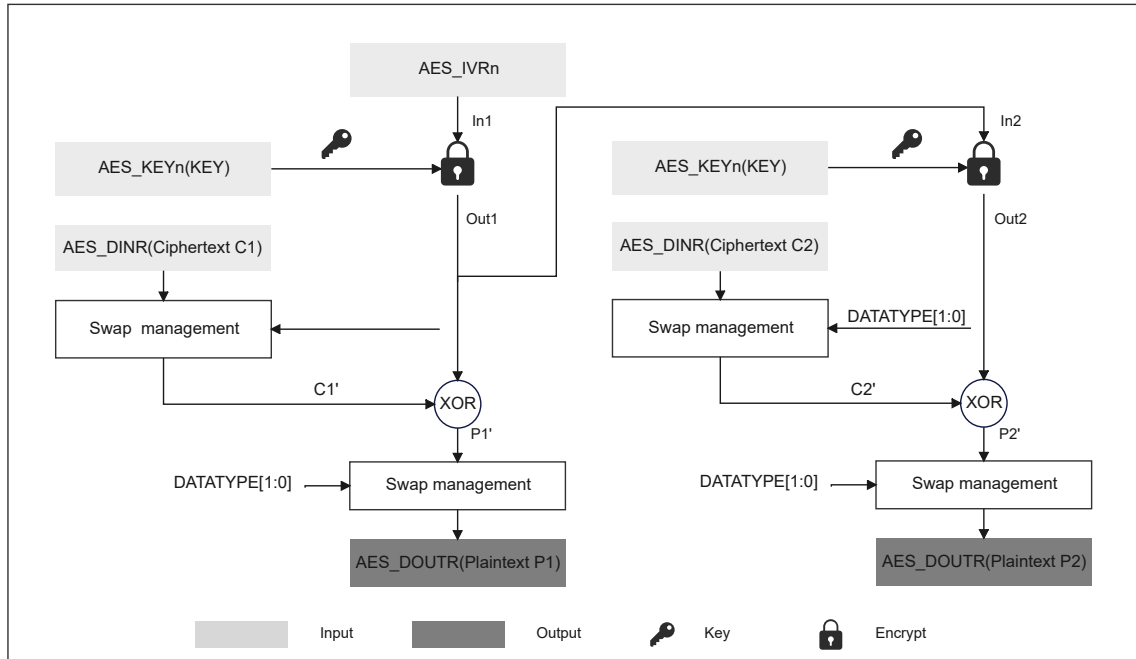 AES_IVRn
In1
In2
AES_KEYn(KEY)
AES_KEYn(KEY)
Out1
Out2
AES_DINR(Ciphertext C1)
AES_DINR(Ciphertext C2)
Swap management
Swap management
DATATYPE[1:0]
C1'
XOR
C2'
XOR
P1'
P2'
DATATYPE[1:0]
Swap management
DATATYPE[1:0]
Swap management
AES_DOUTR(Plaintext P1)
AES_DOUTR(Plaintext P2)
Input
Output
Key
Encrypt